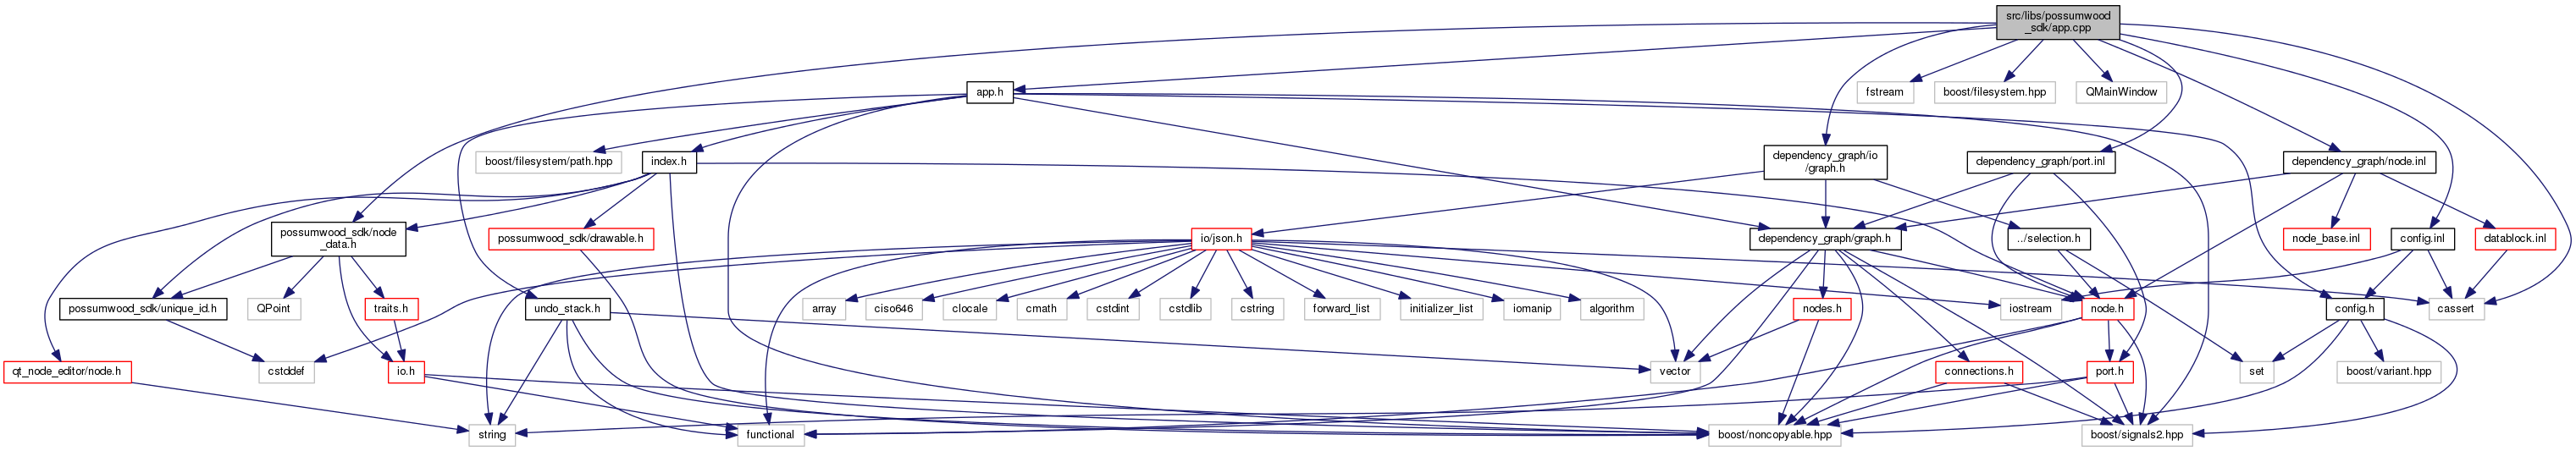 src/libs/possumwood
_sdk/app.cpp
app.h
fstream
boost/filesystem.hpp
QMainWindow
boost/filesystem/path.hpp
index.h
dependency_graph/io
/graph.h
dependency_graph/port.inl
dependency_graph/node.inl
possumwood_sdk/node
_data.h
possumwood_sdk/drawable.h
io/json.h
dependency_graph/graph.h
../selection.h
node_base.inl
config.inl
datablock.inl
possumwood_sdk/unique_id.h
QPoint
traits.h
undo_stack.h
array
ciso646
clocale
cmath
cstdint
cstdlib
cstring
forward_list
initializer_list
iomanip
algorithm
nodes.h
iostream
node.h
config.h
cassert
qt_node_editor/node.h
cstddef
io.h
vector
connections.h
port.h
set
boost/variant.hpp
string
functional
boost/noncopyable.hpp
boost/signals2.hpp